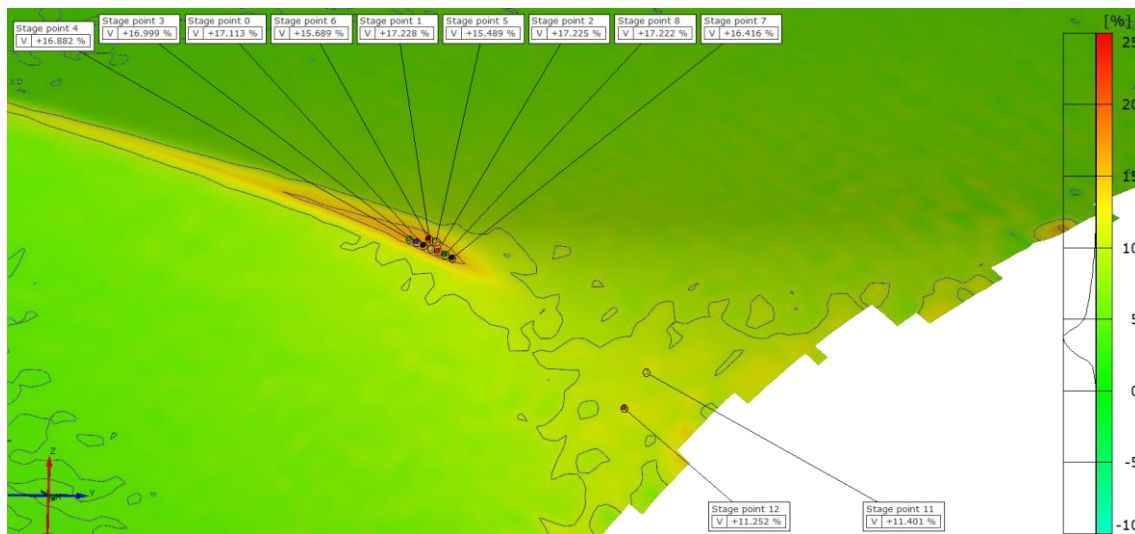 Stage point 4
V +16.882 %
Stage point 3
V +16.999 %
Stage point 0
V +17.113 %
Stage point 6
V +15.689 %
Stage point 1
V +17.228 %
Stage point 5
V +15.489 %
Stage point 2
V +17.225 %
Stage point 8
V +17.222 %
Stage point 7
V +16.416 %
[%]
25
20
15
10
5
0
-5
-10
Z
Y
X
Stage point 12
V +11.252 %
Stage point 11
V +11.401 %